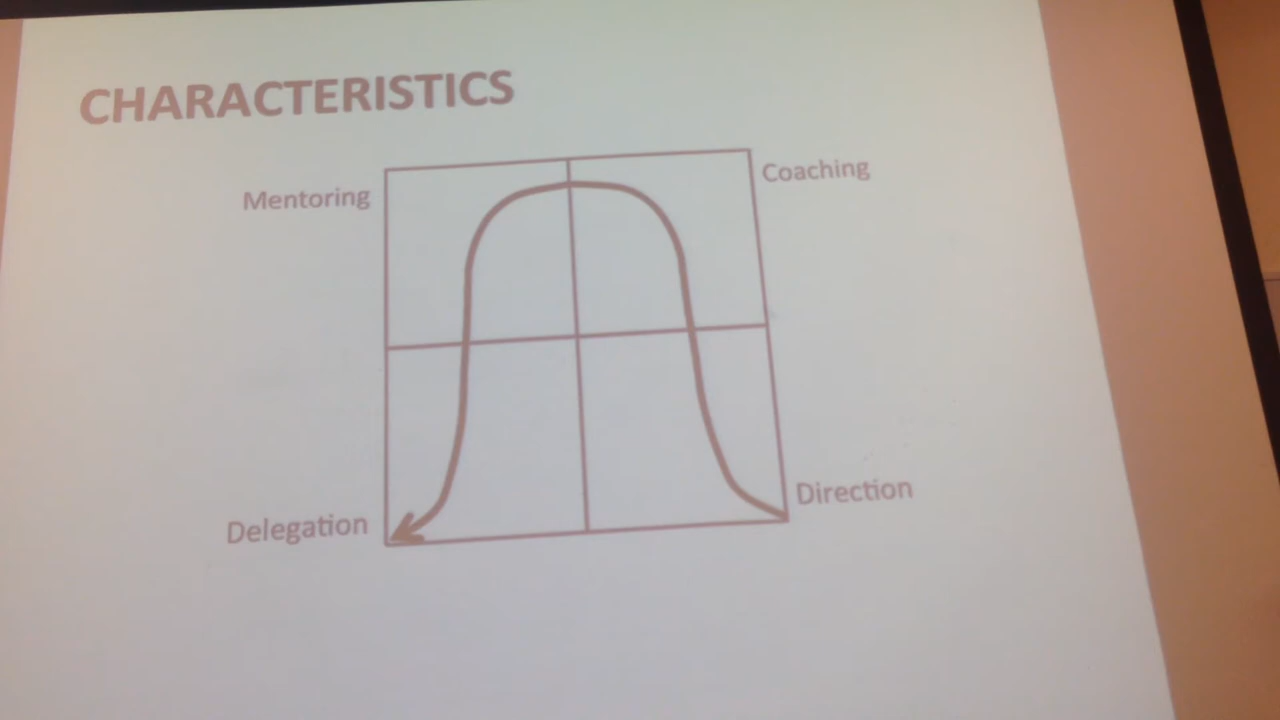 CHARACTERISTICS
Mentoring
Coaching
Delegation
Direction